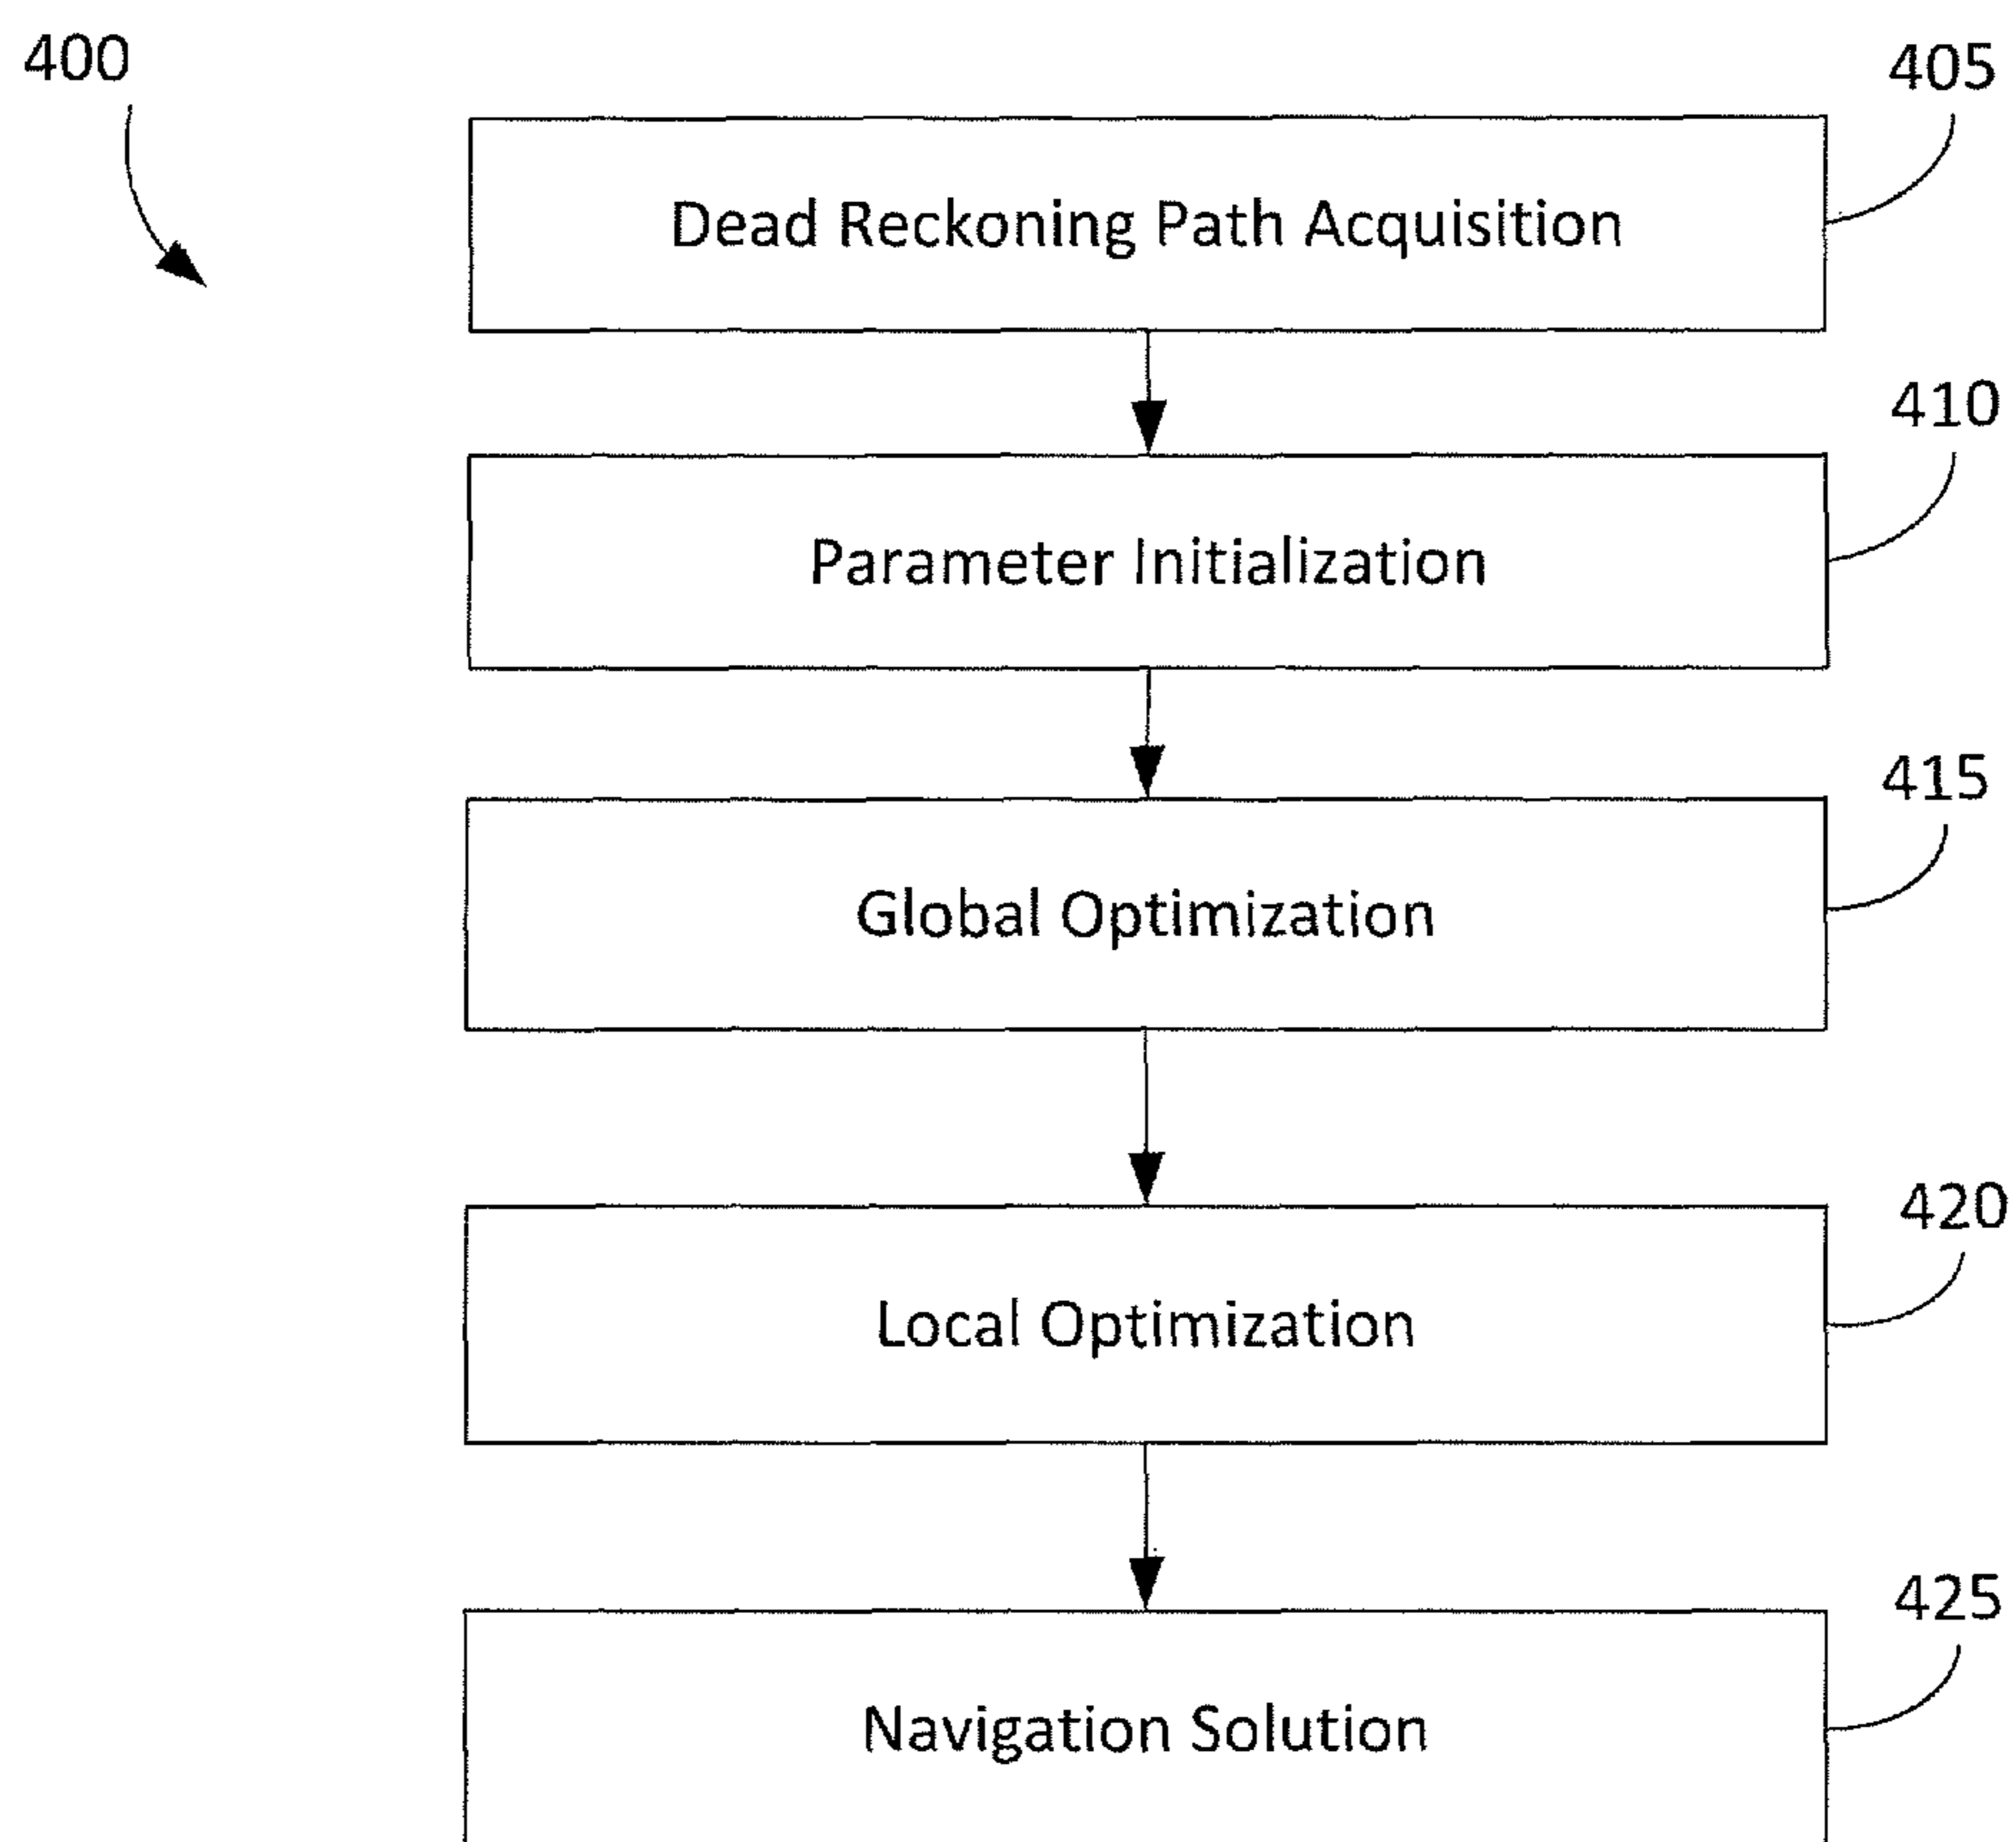 400
405
Dead Reckoning Path Acquisition
410
Parameter Initialization
415
Global Optimization
420
Local Optimization
425
Navigation Solution